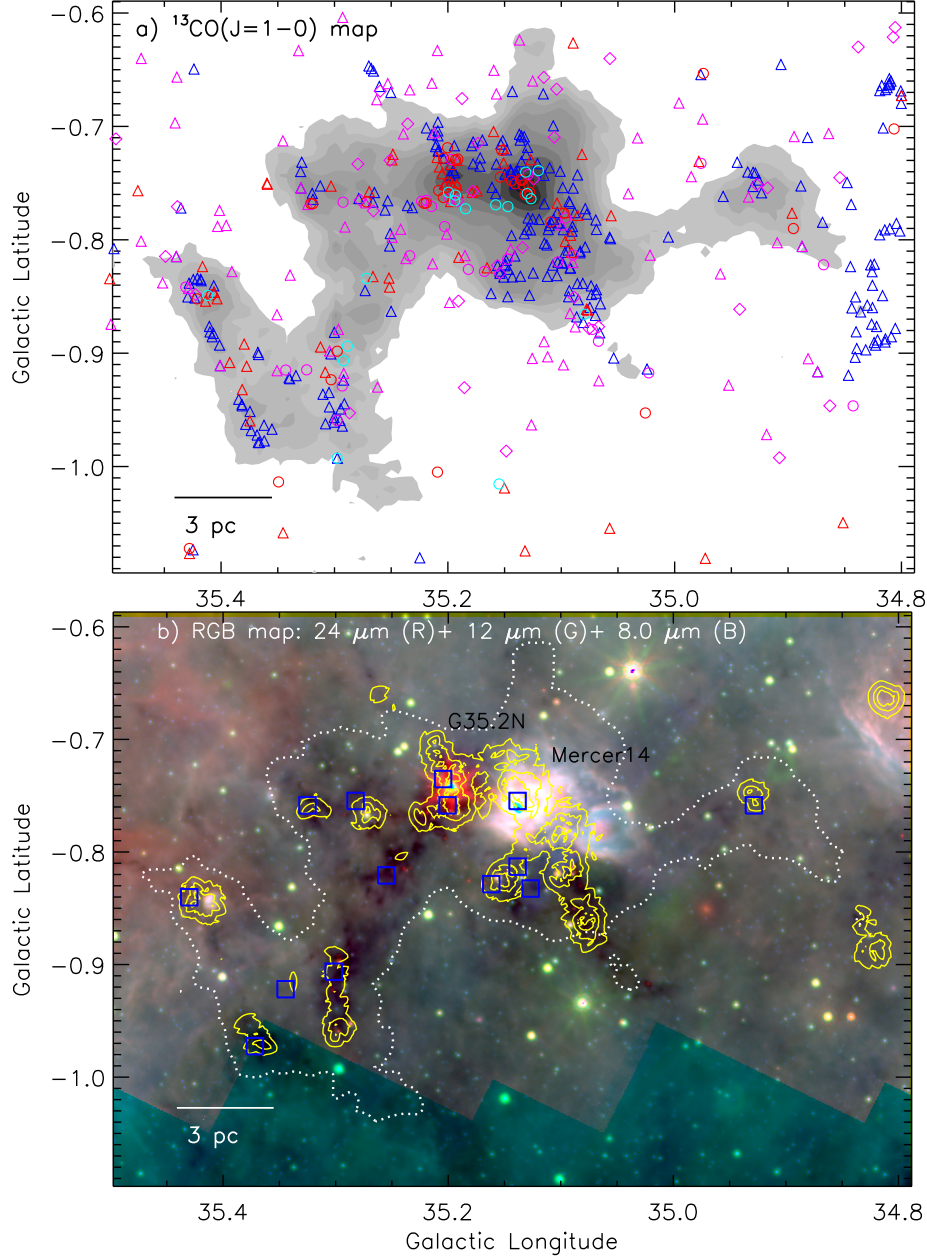 a) ¹³CO(J=1−0) map
−0.6
−0.7
−0.8
−0.9
−1.0
Galactic Latitude
3 pc
35.4 35.2 35.0 34.8
b) RGB map: 24 μm (R)+ 12 μm (G)+ 8.0 μm (B)
−0.6
G35.2N
−0.7
Mercer14
−0.8
−0.9
−1.0
Galactic Latitude
3 pc
35.4 35.2 35.0 34.8
Galactic Longitude